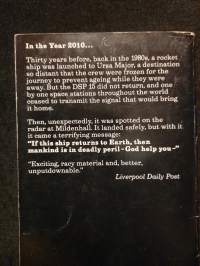 In the Year 2010...
Thirty years before, back in the 1980s, a rocket
ship was launched to Ursa Major, a destination
so distant that the crew were frozen for the
journey to prevent ageing while they were
away. But the DSP 15 did not return, and one
by one space stations throughout the world
ceased to transmit the signal that would bring
it home.
Then, unexpectedly, it was spotted on the
radar at Mildenhall. It landed safely, but with it
it came a terrifying message:
"If this ship returns to Earth, then
mankind is in deadly peril – God help you –"
"Exciting, racy material and, better,
unputdownable."
Liverpool Daily Post